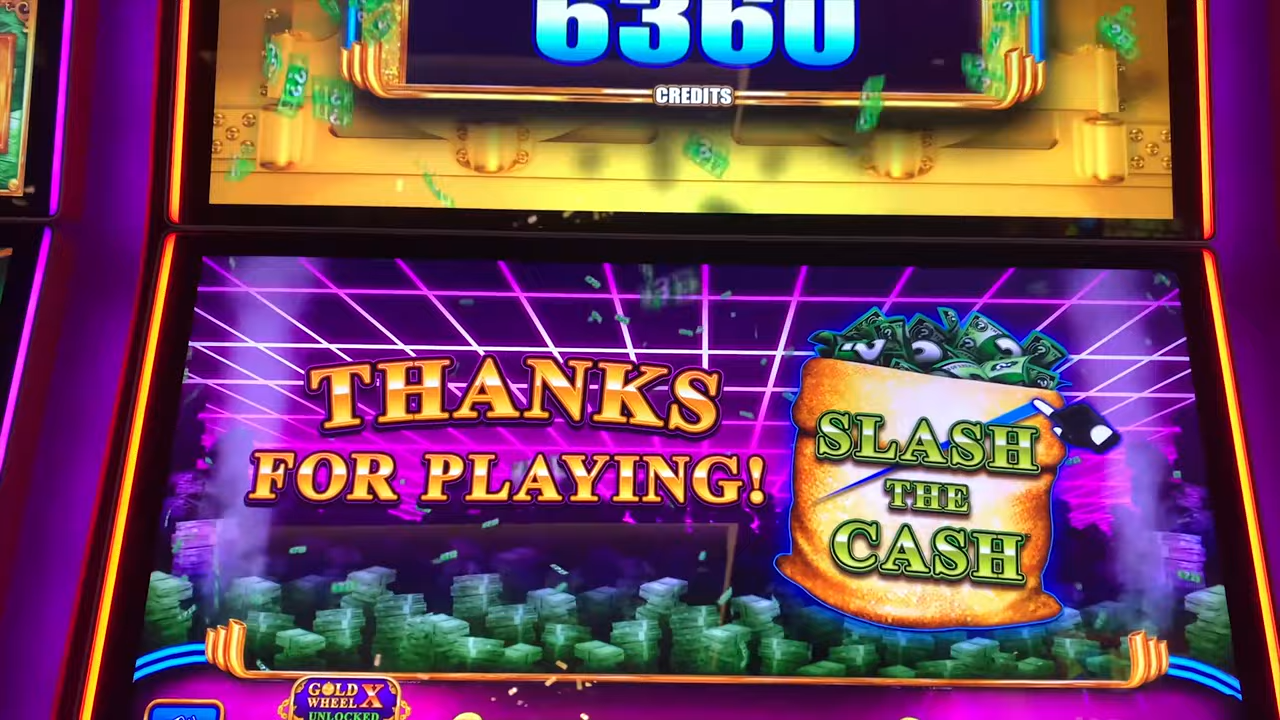 6360
CREDITS
THANKS
FOR PLAYING!
SLASH
THE
CASH
GOLD
WHEEL X
UNLOCKED